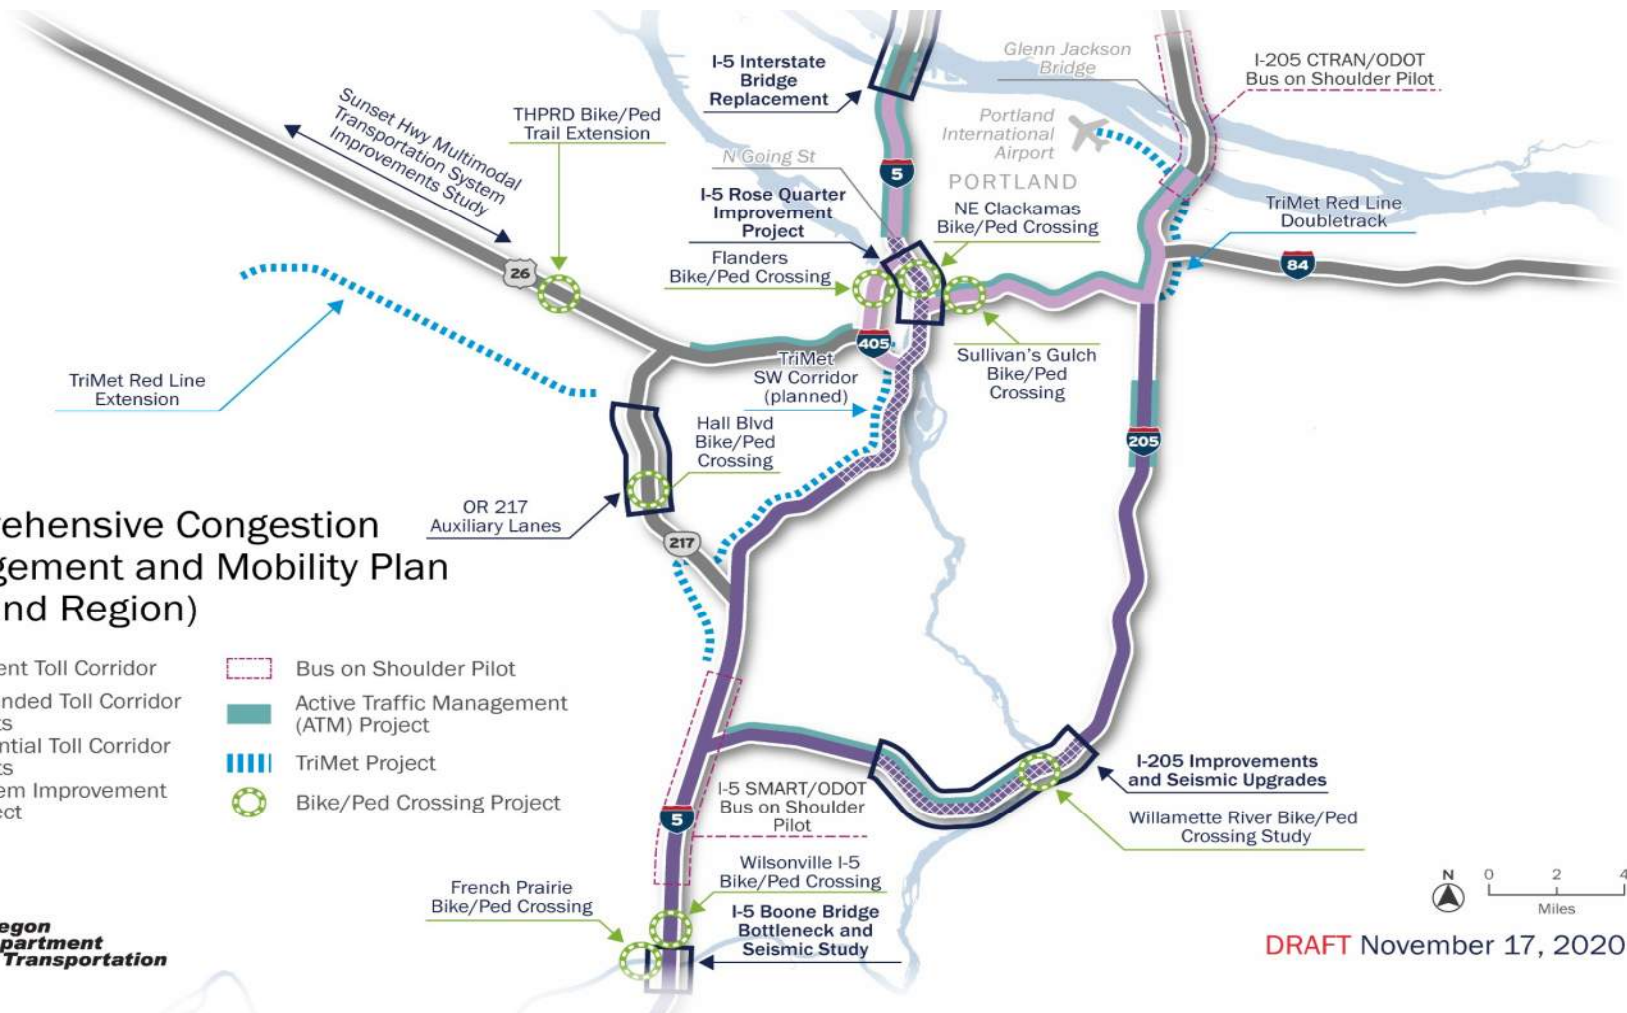 I-5 Interstate
Bridge
Replacement
Glenn Jackson
Bridge
I-205 CTRAN/ODOT
Bus on Shoulder Pilot
Sunset Hwy Multimodal
Transportation System
Improvements Study
THPRD Bike/Ped
Trail Extension
Portland
International
Airport
N Going St
5
PORTLAND
I-5 Rose Quarter
Improvement
Project
NE Clackamas
Bike/Ped Crossing
TriMet Red Line
Doubletrack
Flanders
Bike/Ped Crossing
26
84
405
TriMet
SW Corridor
(planned)
Sullivan's Gulch
Bike/Ped
Crossing
TriMet Red Line
Extension
Hall Blvd
Bike/Ped
Crossing
205
OR 217
Auxiliary Lanes
217
rehensive Congestion
gement and Mobility Plan
nd Region)
ent Toll Corridor
nded Toll Corridor
ts
ntial Toll Corridor
ts
em Improvement
ect
Bus on Shoulder Pilot
Active Traffic Management
(ATM) Project
TriMet Project
Bike/Ped Crossing Project
I-205 Improvements
and Seismic Upgrades
I-5 SMART/ODOT
Bus on Shoulder
Pilot
5
Willamette River Bike/Ped
Crossing Study
Wilsonville I-5
Bike/Ped Crossing
French Prairie
Bike/Ped Crossing
I-5 Boone Bridge
Bottleneck and
Seismic Study
N
0 2 4
Miles
egon
partment
Transportation
DRAFT November 17, 2020